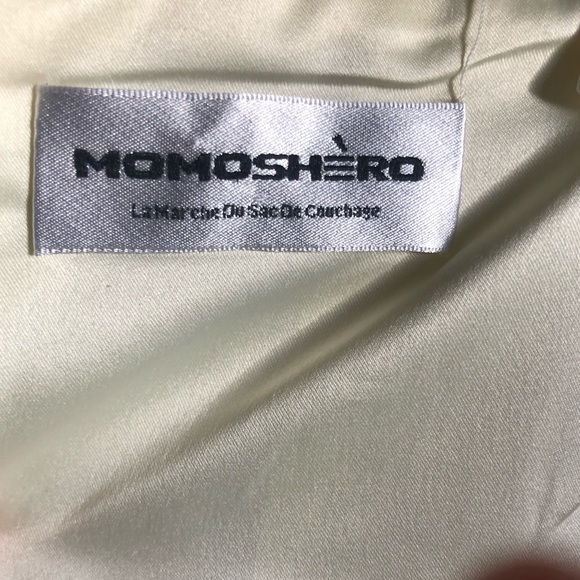 MOMOSHÈRO
La Marche Du Sac De Couchage